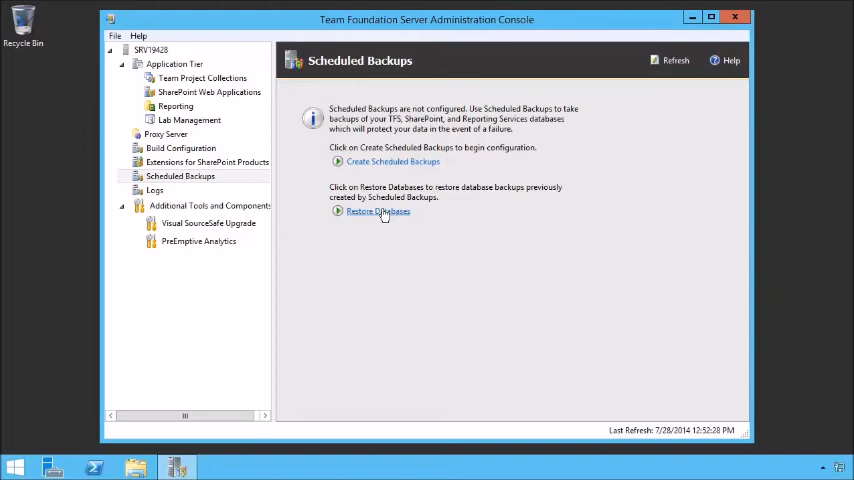 Recycle Bin
Team Foundation Server Administration Console
File Help
SRV19428
Application Tier
Team Project Collections
SharePoint Web Applications
Reporting
Lab Management
Proxy Server
Build Configuration
Extensions for SharePoint Products
Scheduled Backups
Logs
Additional Tools and Components
Visual SourceSafe Upgrade
PreEmptive Analytics
Scheduled Backups
Refresh
Help
Scheduled Backups are not configured. Use Scheduled Backups to take
backups of your TFS, SharePoint, and Reporting Services databases
which will protect your data in the event of a failure.
Click on Create Scheduled Backups to begin configuration.
Create Scheduled Backups
Click on Restore Databases to restore database backups previously
created by Scheduled Backups.
Restore Databases
Last Refresh: 7/28/2014 12:52:28 PM